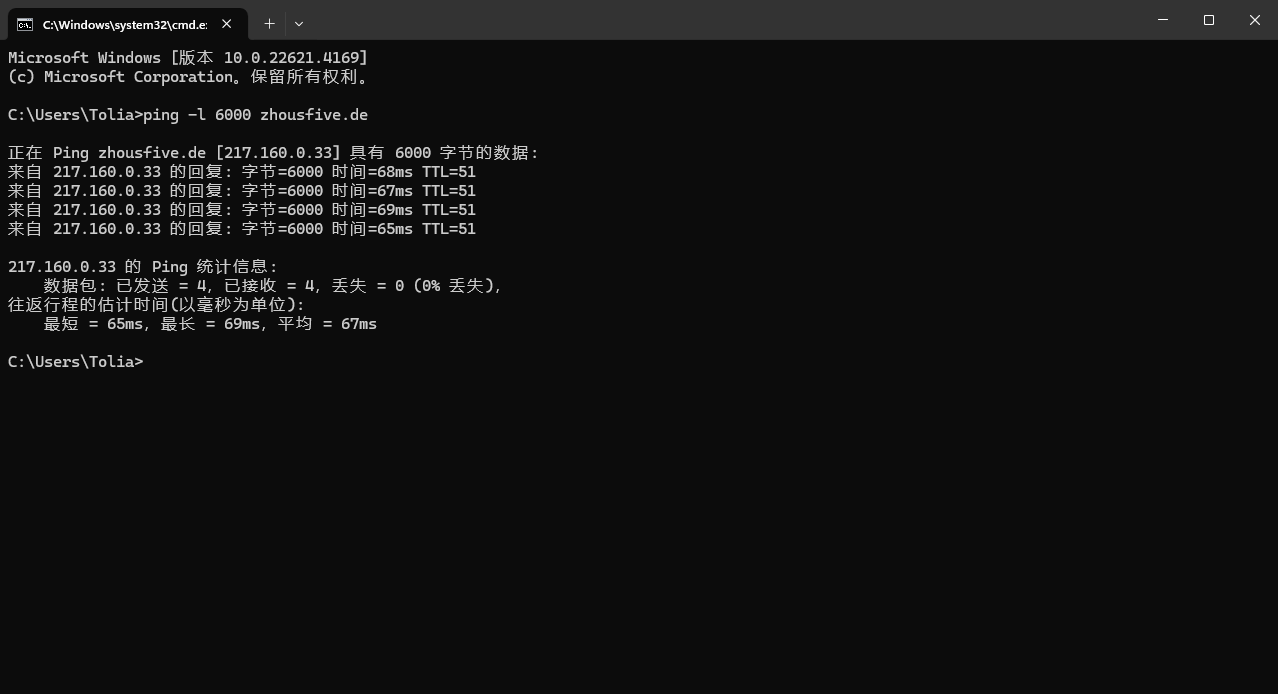 C:\Windows\system32\cmd.e
Microsoft Windows [版本 10.0.22621.4169]
(c) Microsoft Corporation。保留所有权利。
C:\Users\Tolia>ping -l 6000 zhousfive.de
正在 Ping zhousfive.de [217.160.0.33] 具有 6000 字节的数据:
来自 217.160.0.33 的回复: 字节=6000 时间=68ms TTL=51
来自 217.160.0.33 的回复: 字节=6000 时间=67ms TTL=51
来自 217.160.0.33 的回复: 字节=6000 时间=69ms TTL=51
来自 217.160.0.33 的回复: 字节=6000 时间=65ms TTL=51
217.160.0.33 的 Ping 统计信息:
数据包: 已发送 = 4, 已接收 = 4, 丢失 = 0 (0% 丢失),
往返行程的估计时间(以毫秒为单位):
最短 = 65ms, 最长 = 69ms, 平均 = 67ms
C:\Users\Tolia>